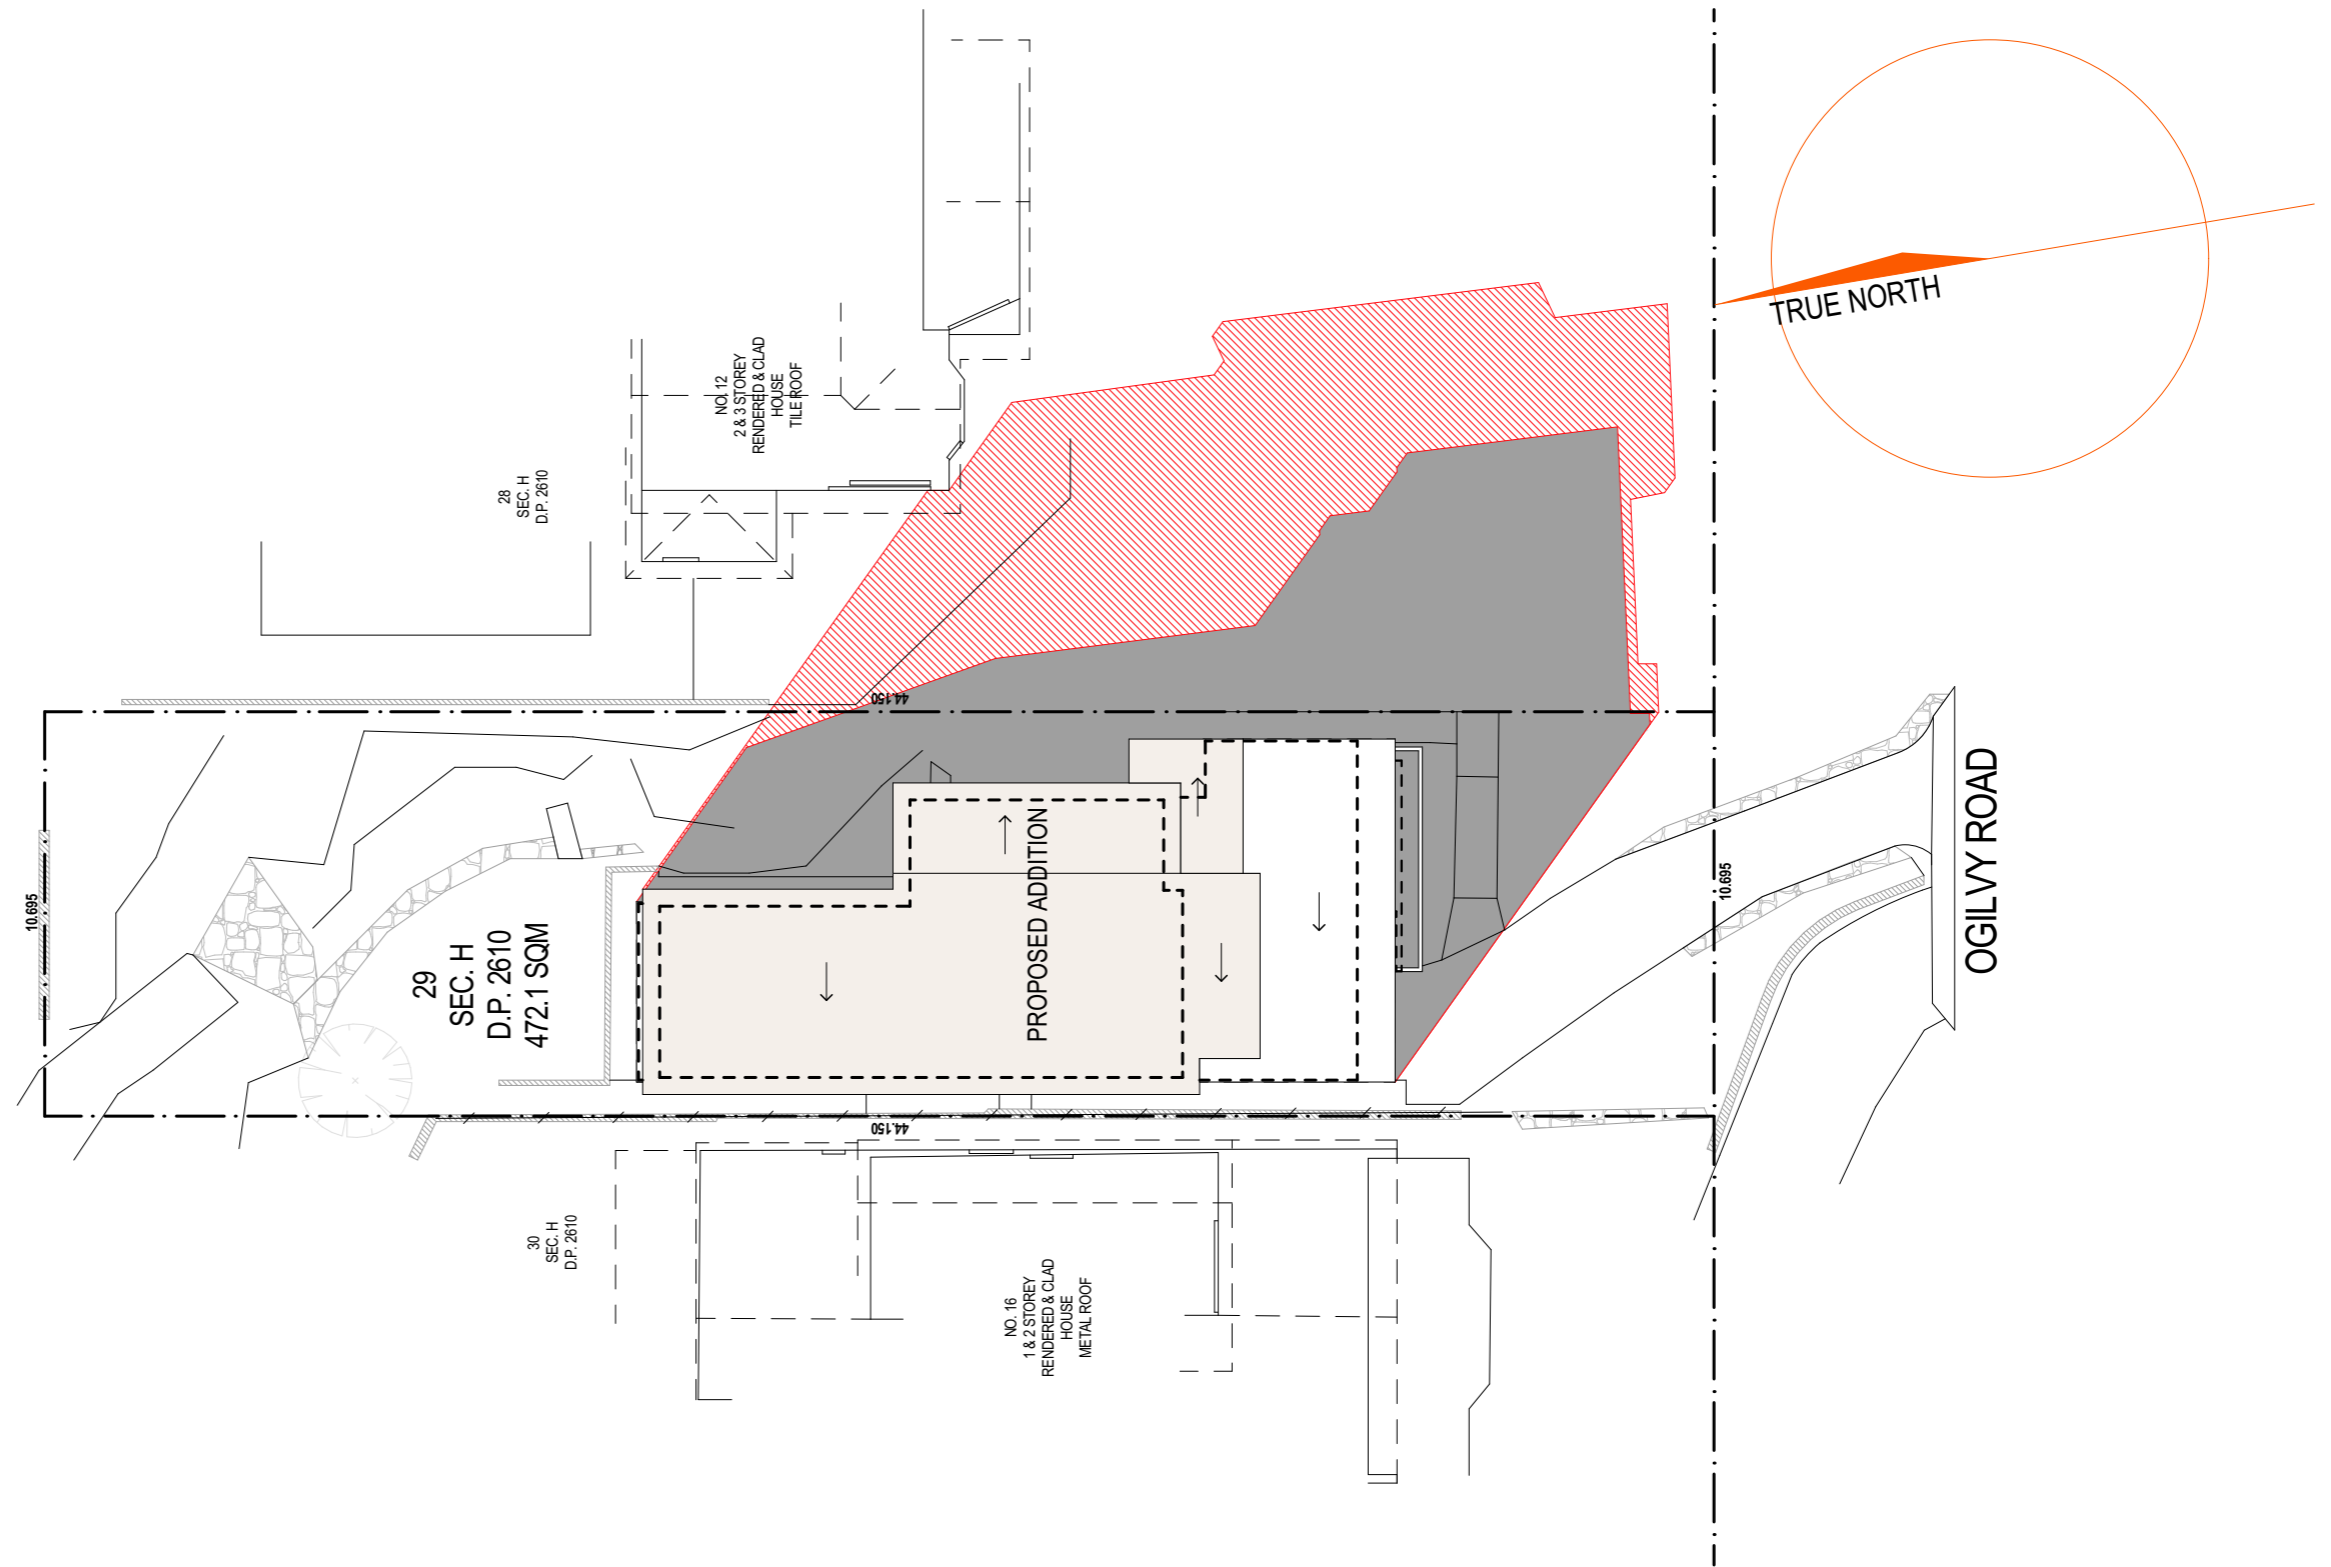 NO. 12
2 & 3 STOREY
RENDERED & CLAD
HOUSE
TILE ROOF
TRUE NORTH
28
SEC. H
D.P. 2610
44.150
10.695
29
SEC. H
D.P. 2610
472.1 SQM
PROPOSED ADDITION
10.695
OGILVY ROAD
44.150
30
SEC. H
D.P. 2610
NO. 16
1 & 2 STOREY
RENDERED & CLAD
HOUSE
METAL ROOF